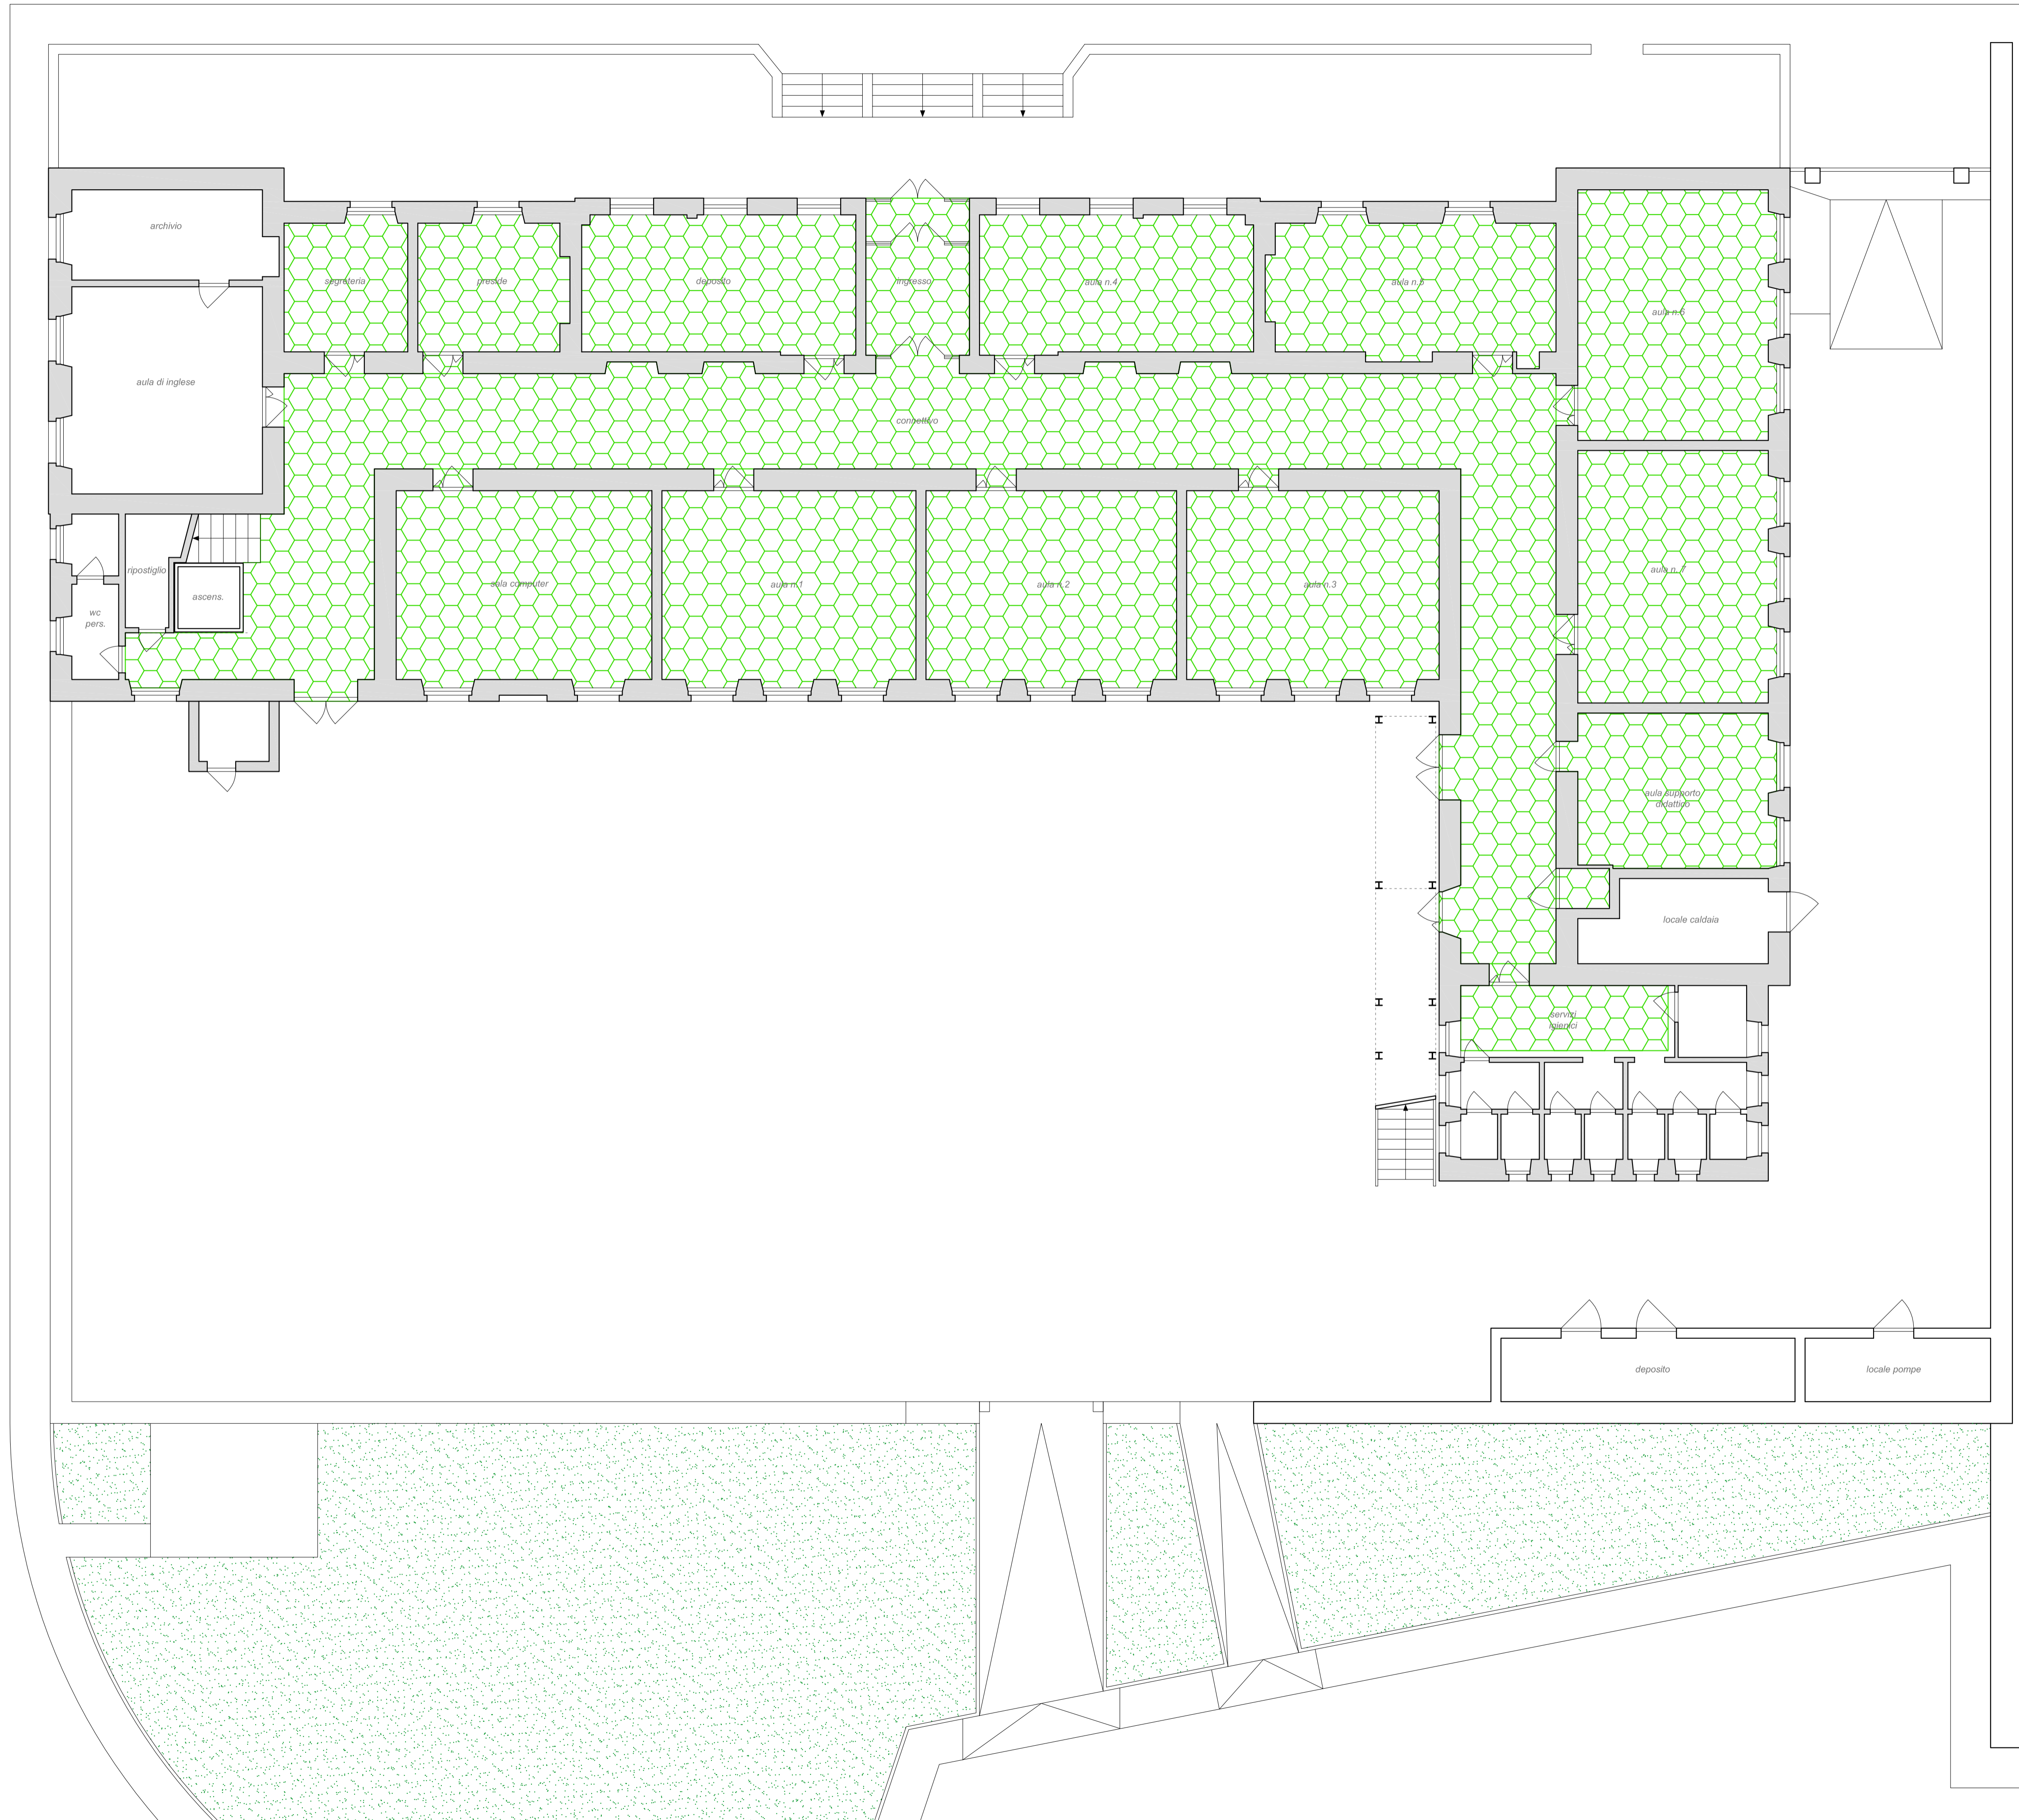 archivio
segreteria
preside
deposito
ingresso
aula n.4
aula n.5
aula n.6
aula di inglese
connettivo
ripostiglio
ascens.
wc
pers.
sala computer
aula n.1
aula n.2
aula n.3
aula n. 7
aula supporto
didattico
locale caldaia
servizi
igienici
deposito
locale pompe